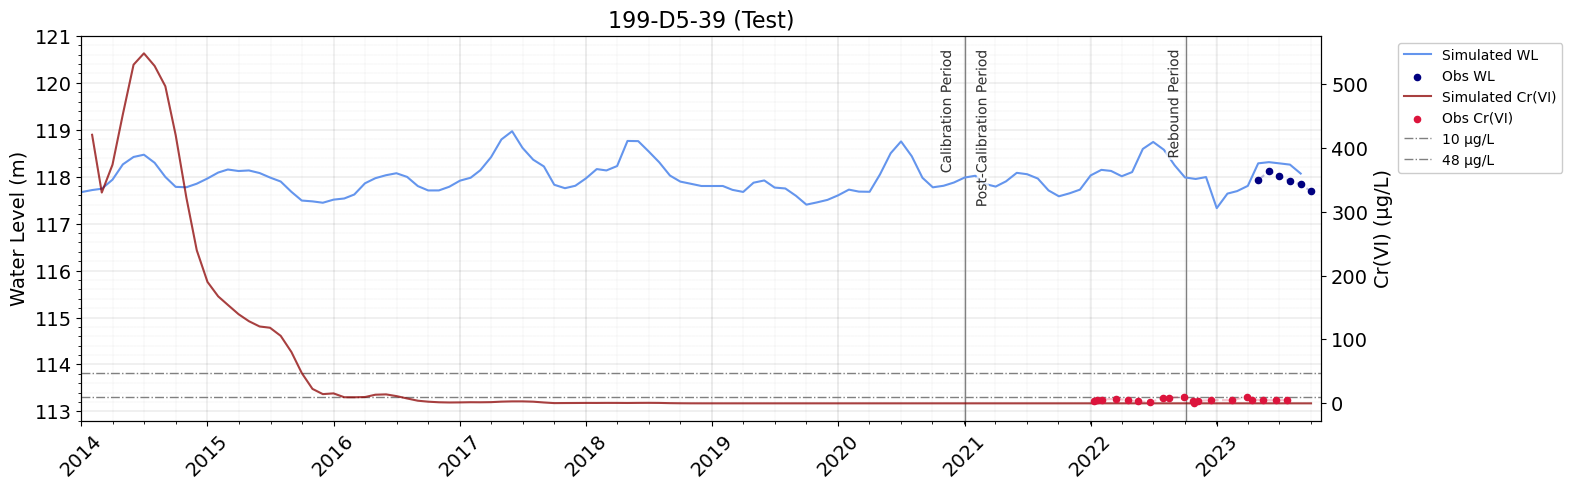 199-D5-39 (Test)
121
120
119
118
117
116
115
114
113
Water Level (m)
500
400
300
200
100
0
Cr(VI) (μg/L)
2014
2015
2016
2017
2018
2019
2020
2021
2022
2023
Calibration Period
Post-Calibration Period
Rebound Period
Simulated WL
Obs WL
Simulated Cr(VI)
Obs Cr(VI)
10 μg/L
48 μg/L